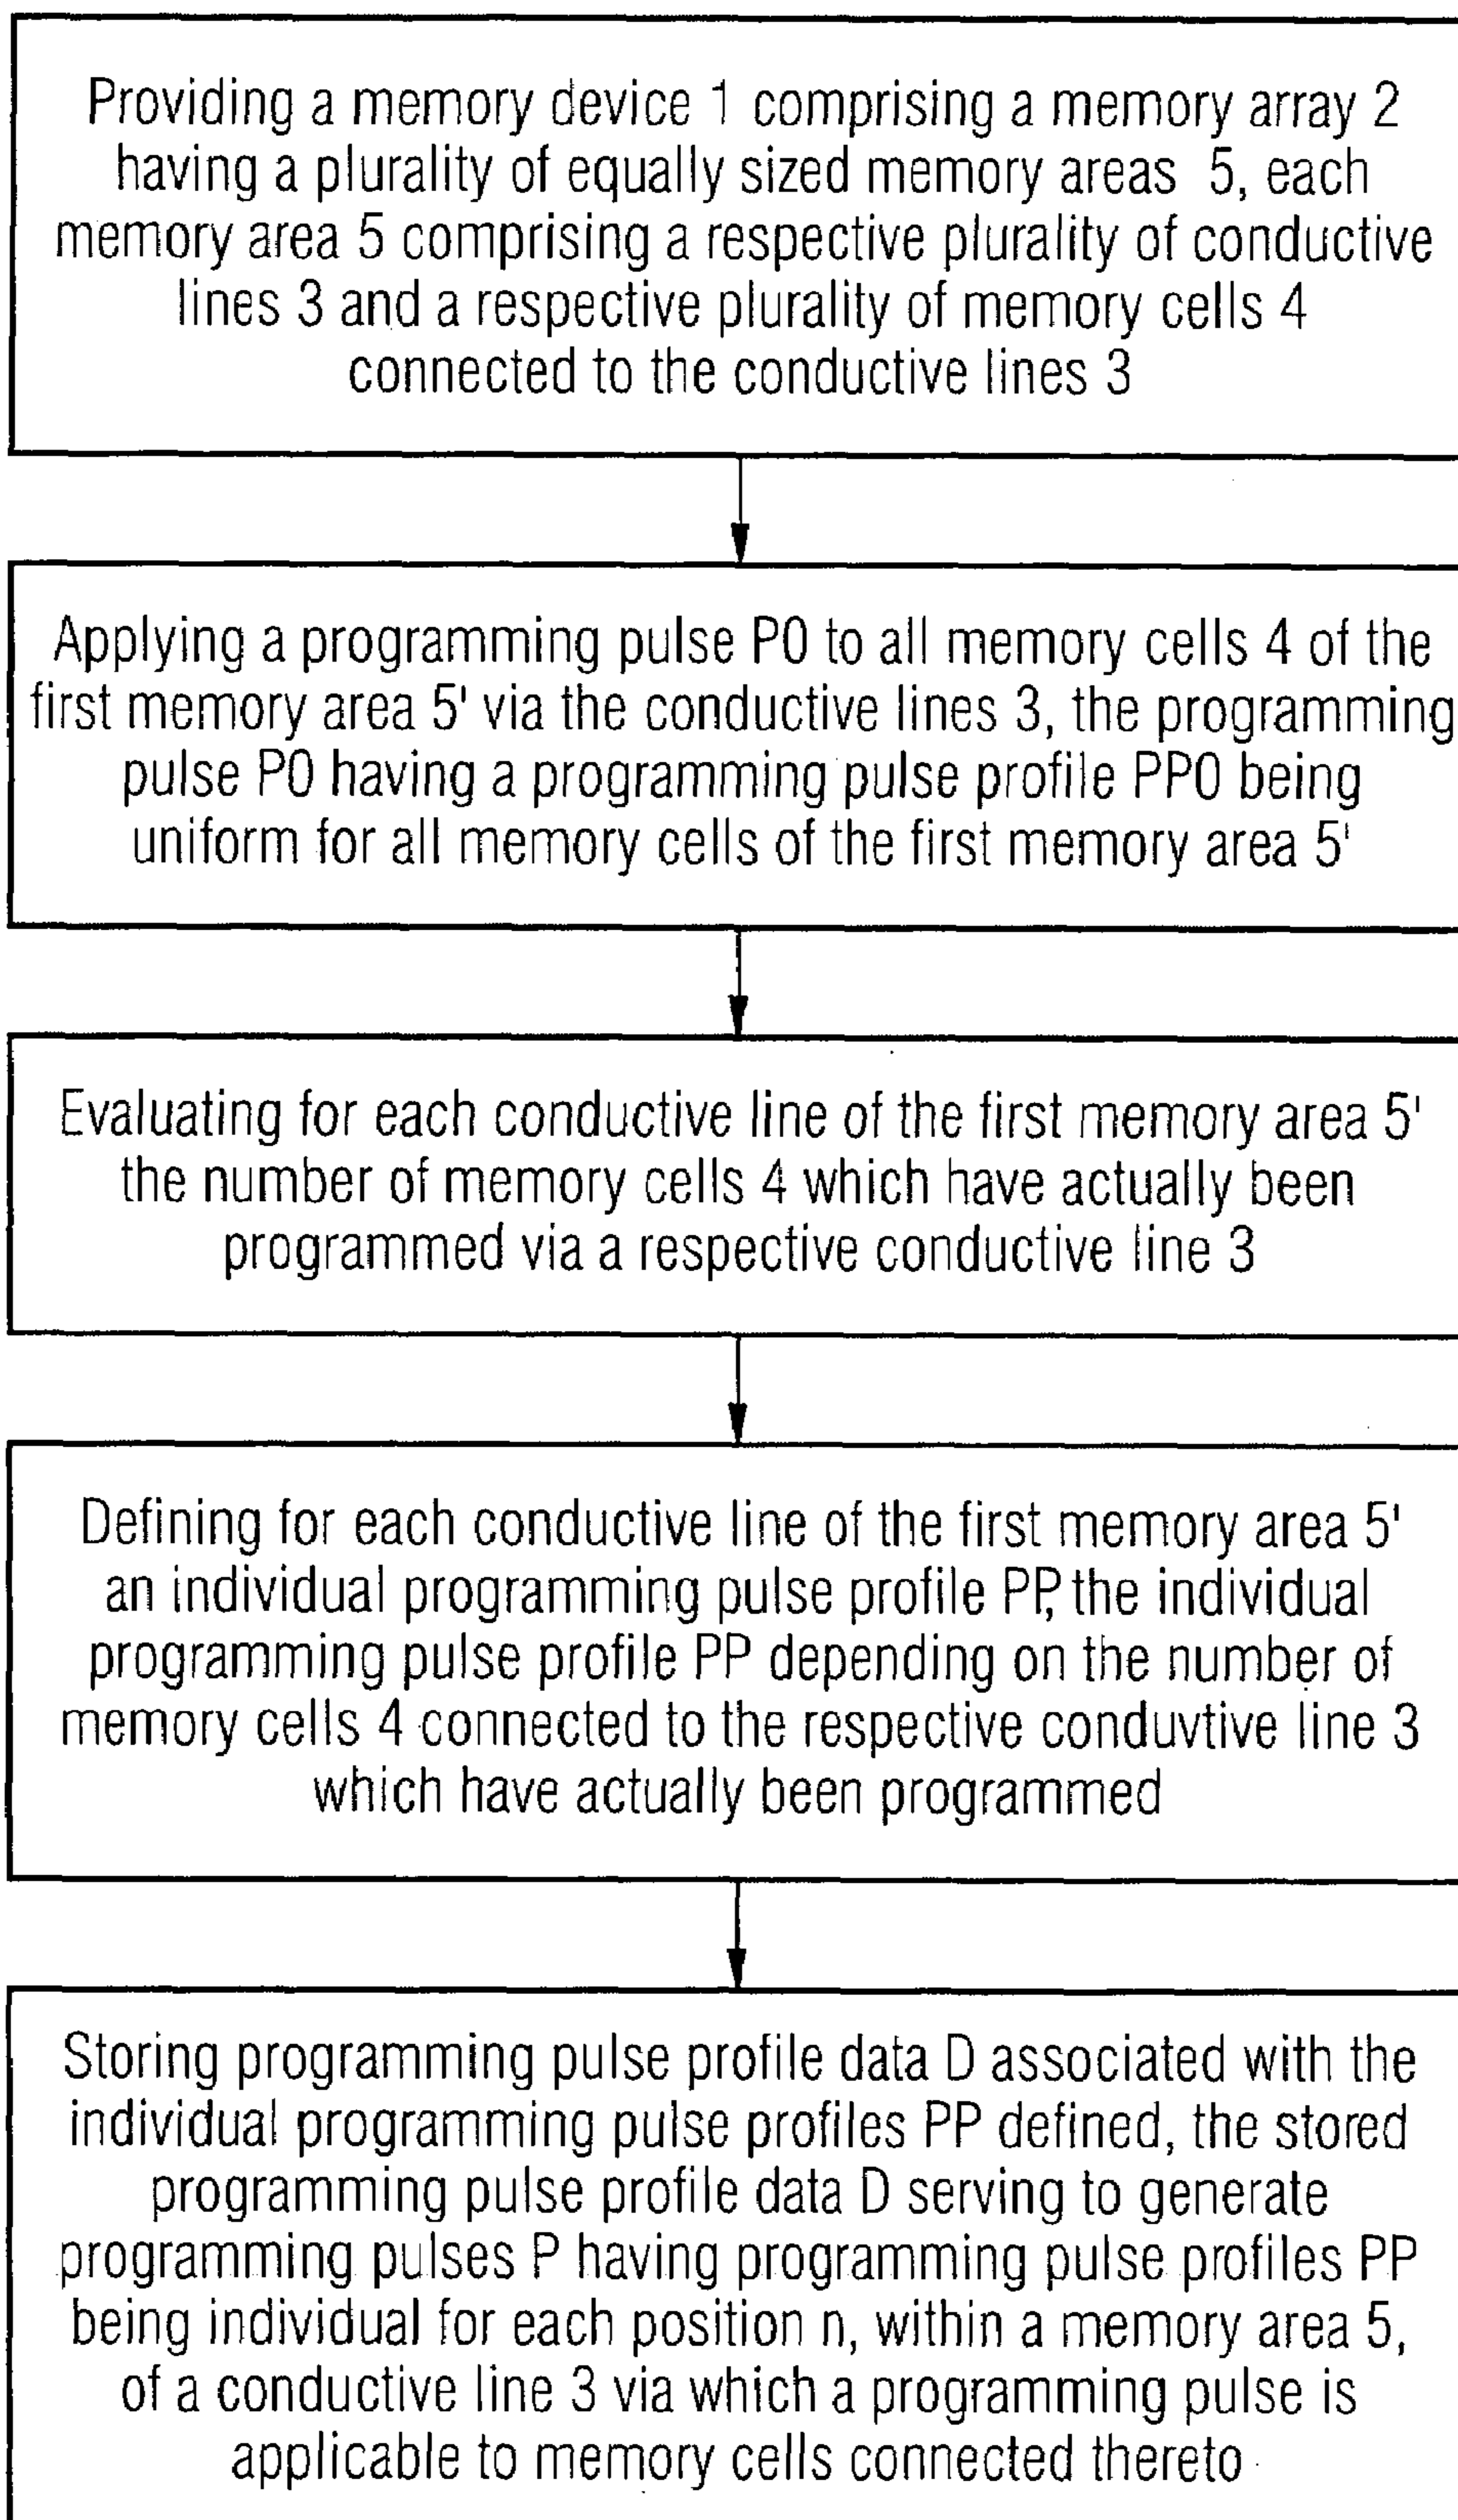 Providing a memory device 1 comprising a memory array 2
having a plurality of equally sized memory areas 5, each
memory area 5 comprising a respective plurality of conductive
lines 3 and a respective plurality of memory cells 4
connected to the conductive lines 3
Applying a programming pulse P0 to all memory cells 4 of the
first memory area 5' via the conductive lines 3, the programming
pulse P0 having a programming pulse profile PP0 being
uniform for all memory cells of the first memory area 5'
Evaluating for each conductive line of the first memory area 5'
the number of memory cells 4 which have actually been
programmed via a respective conductive line 3
Defining for each conductive line of the first memory area 5'
an individual programming pulse profile PP, the individual
programming pulse profile PP depending on the number of
memory cells 4 connected to the respective conduvtive line 3
which have actually been programmed
Storing programming pulse profile data D associated with the
individual programming pulse profiles PP defined, the stored
programming pulse profile data D serving to generate
programming pulses P having programming pulse profiles PP
being individual for each position n, within a memory area 5,
of a conductive line 3 via which a programming pulse is
applicable to memory cells connected thereto